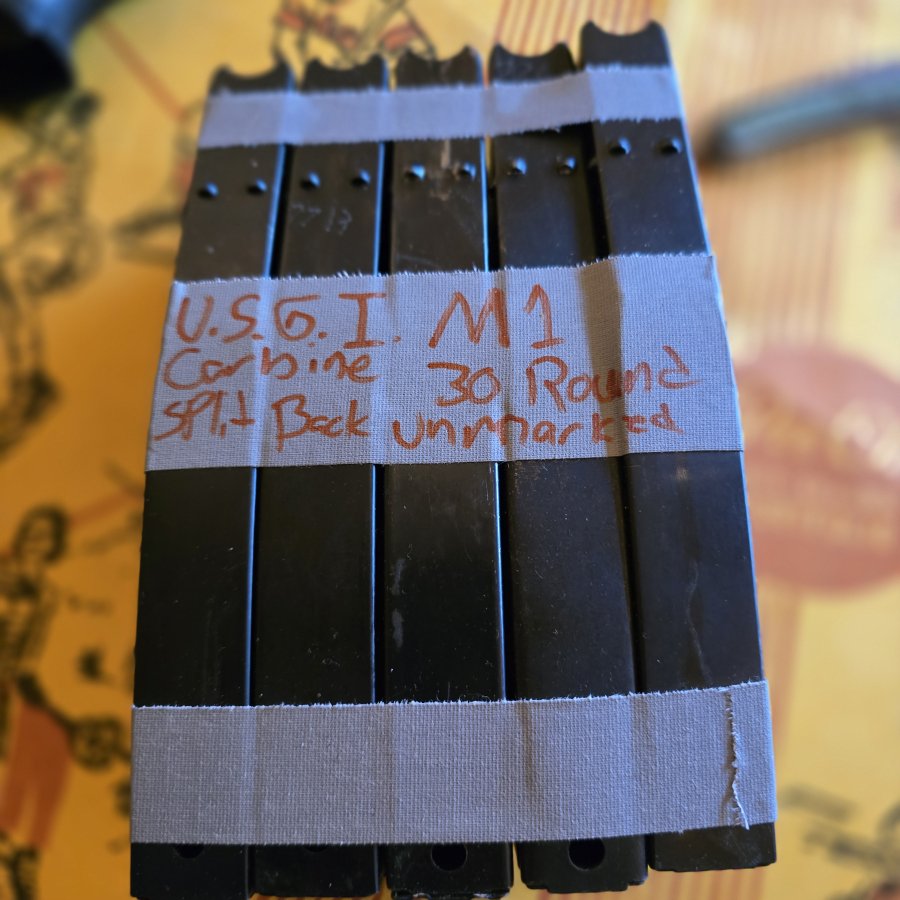 U.S.G.I. M1
Carbine 30 Round
Split Back unmarked